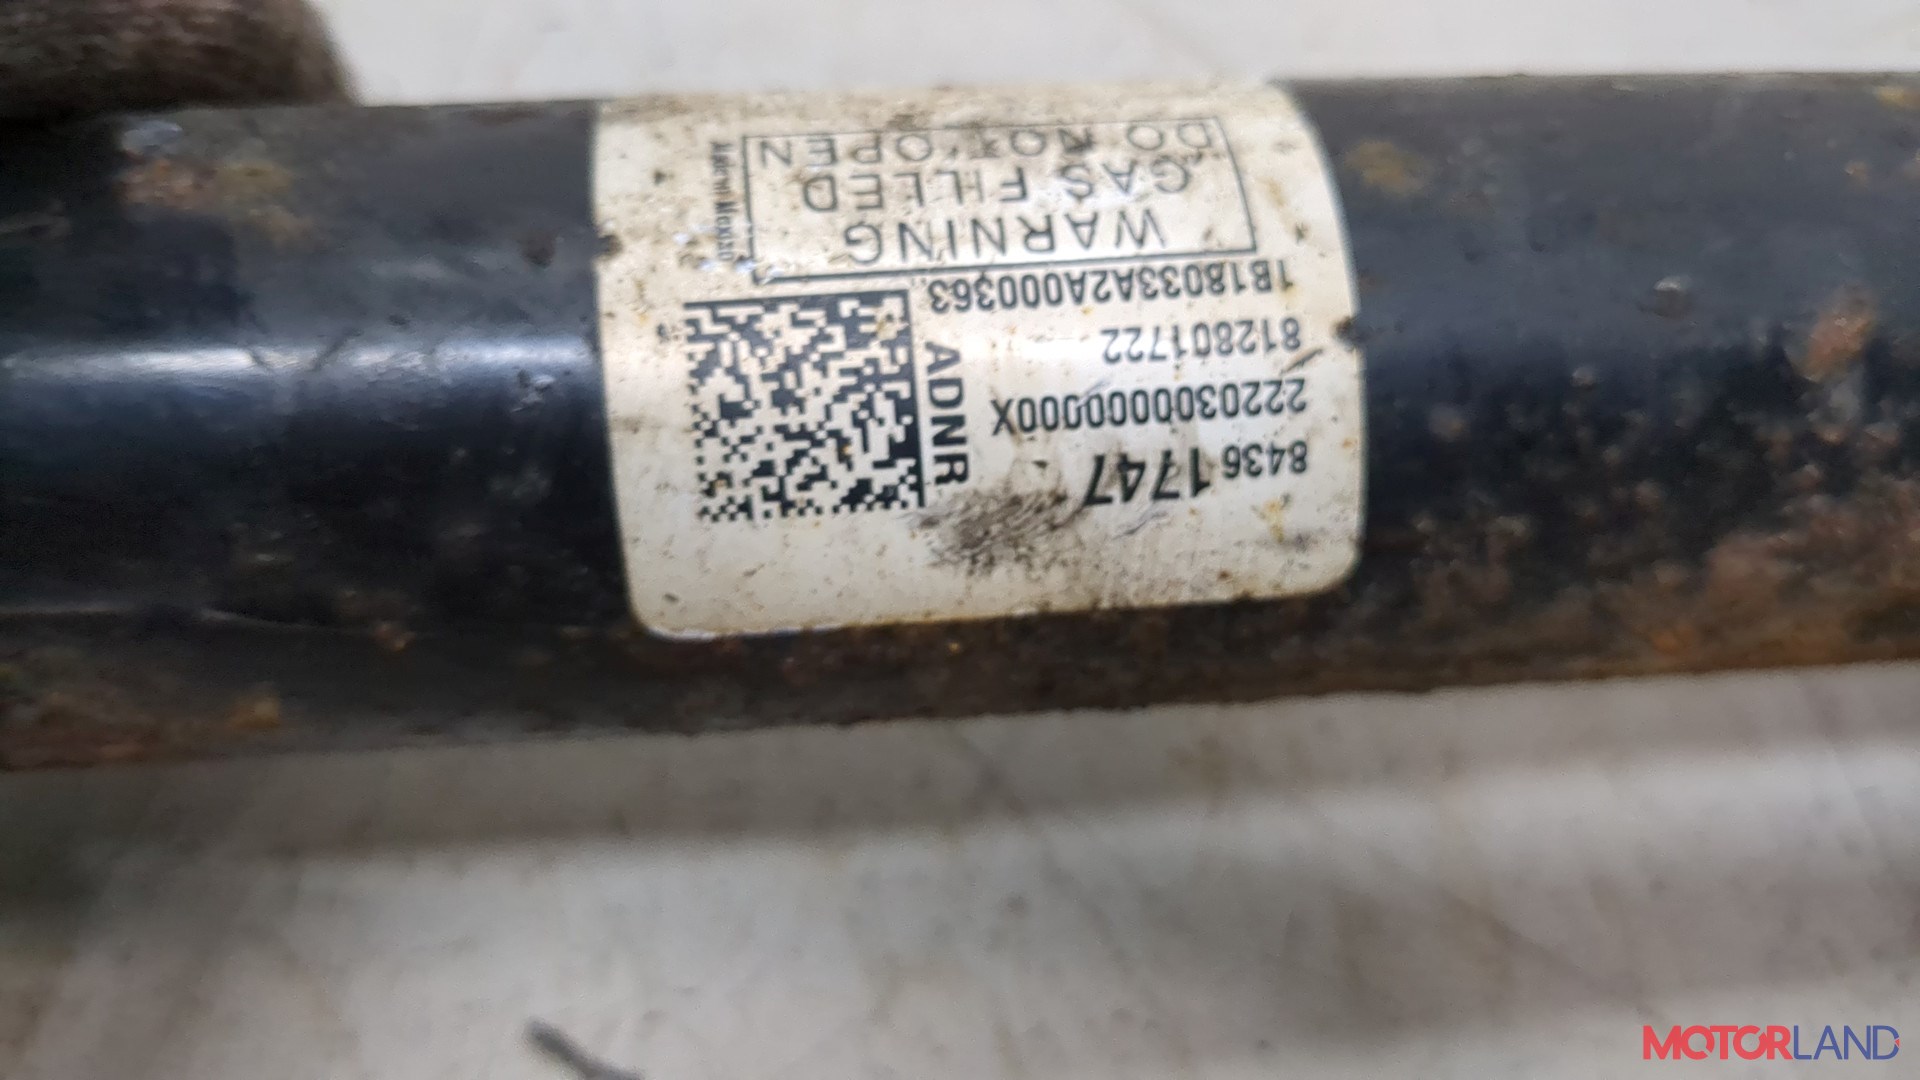 8436 1747
22203000000000X
812801722
1B18033A2A000363
ADNR
WARNING
GAS FILLED
DO NOT OPEN
MOTORLAND